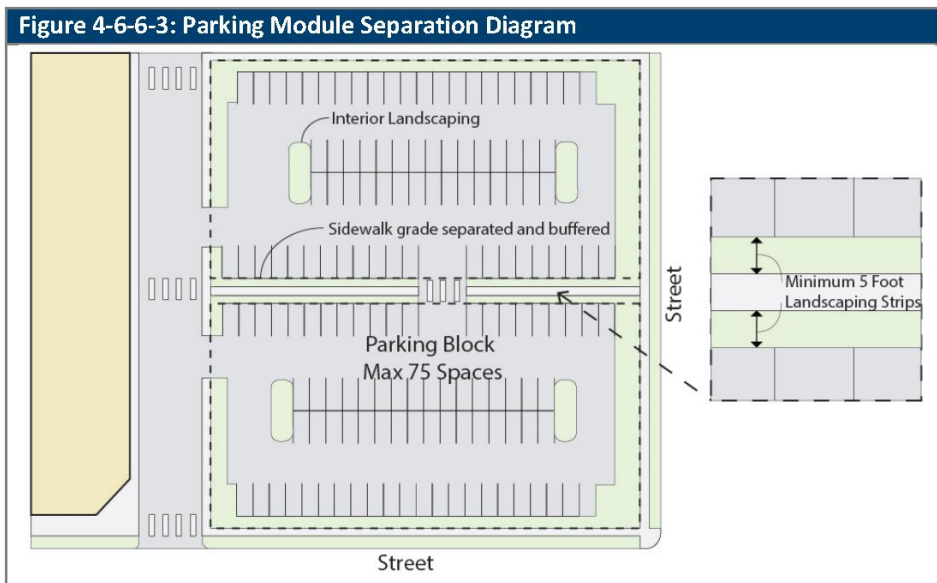 Figure 4-6-6-3: Parking Module Separation Diagram
Interior Landscaping
Sidewalk grade separated and buffered
Minimum 5 Foot
Landscaping Strips
Street
Parking Block
Max 75 Spaces
Street